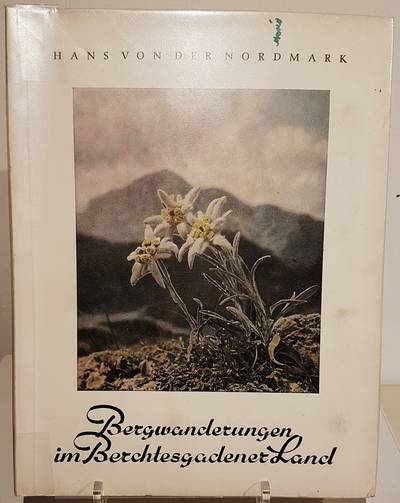 HANS VON DER NORDMARK
Bergwanderungen
im Berchtesgadener Land